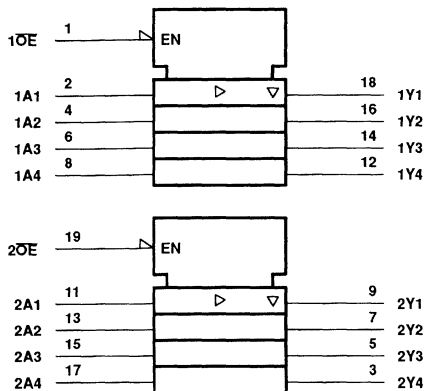 1OE 1 EN
1A1 2 18 1Y1
1A2 4 16 1Y2
1A3 6 14 1Y3
1A4 8 12 1Y4
2OE 19 EN
2A1 11 9 2Y1
2A2 13 7 2Y2
2A3 15 5 2Y3
2A4 17 3 2Y4